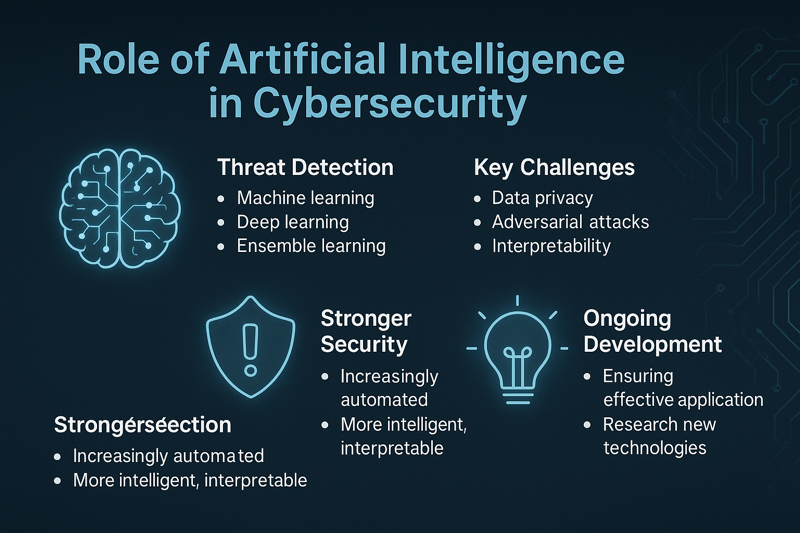 Role of Artificial Intelligence
in Cybersecurity
Threat Detection
• Machine learning
• Deep learning
• Ensemble learning
Key Challenges
• Data privacy
• Adversarial attacks
• Interpretability
Stronger
Security
• Increasingly
automated
• More intelligent,
interpretable
Ongoing
Development
• Ensuring
effective application
• Research new
technologies
Strongérséection
• Increasingly automated
• More intelligent, interpretable